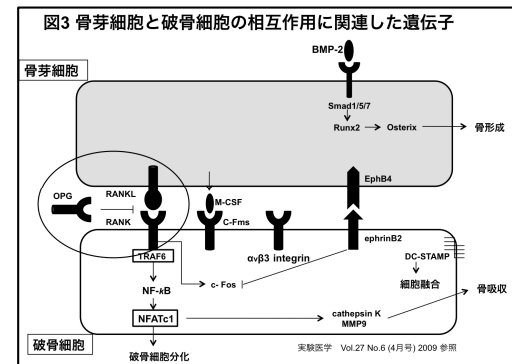 図3 骨芽細胞と破骨細胞の相互作用に関連した遺伝子
BMP-2
骨芽細胞
Smad1/5/7
Runx2
Osterix
骨形成
EphB4
OPG
RANKL
RANK
M-CSF
C-Fms
ephrinB2
TRAF6
αvβ3 integrin
DC-STAMP
c- Fos
細胞融合
NF-κB
骨吸収
NFATc1
cathepsin K
MMP9
破骨細胞
実験医学 Vol.27 No.6 (4月号) 2009 参照
破骨細胞分化